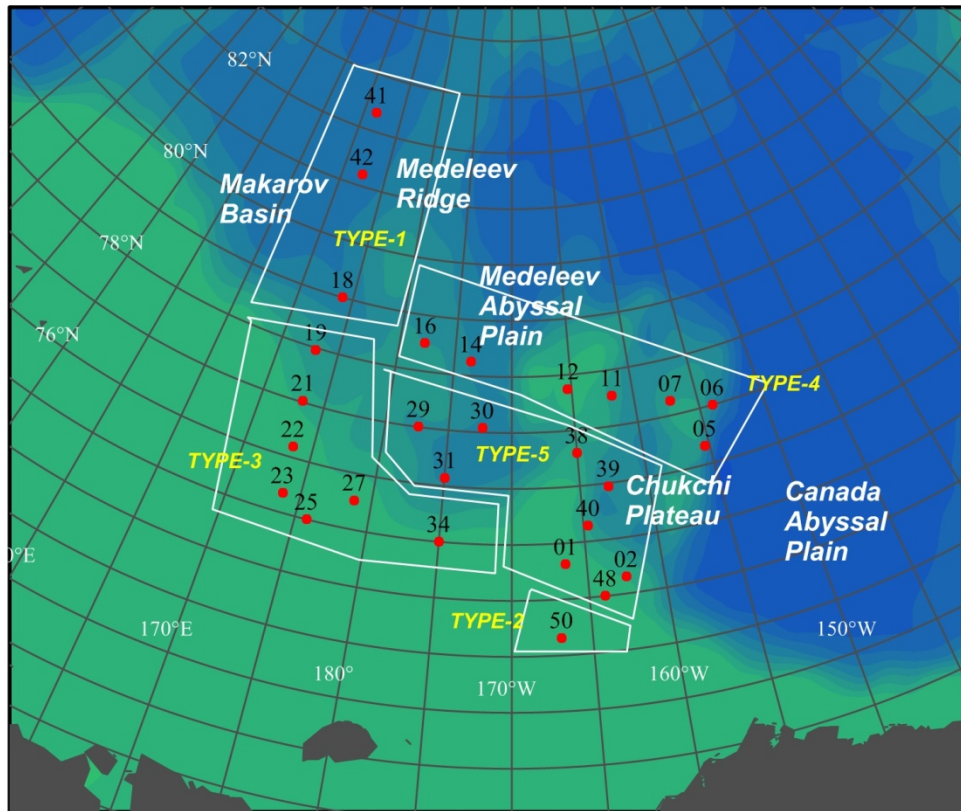 82°N
41
80°N
42
Medeleev
Ridge
Makarov
Basin
TYPE-1
78°N
18
Medeleev
Abyssal
Plain
76°N
19
16
14
12
11
07
06
TYPE-4
21
29
30
38
05
22
TYPE-5
TYPE-3
23
27
31
39
Chukchi
Plateau
Canada
Abyssal
Plain
25
34
40
0°E
01
02
48
TYPE-2
50
170°E
150°W
180°
170°W
160°W